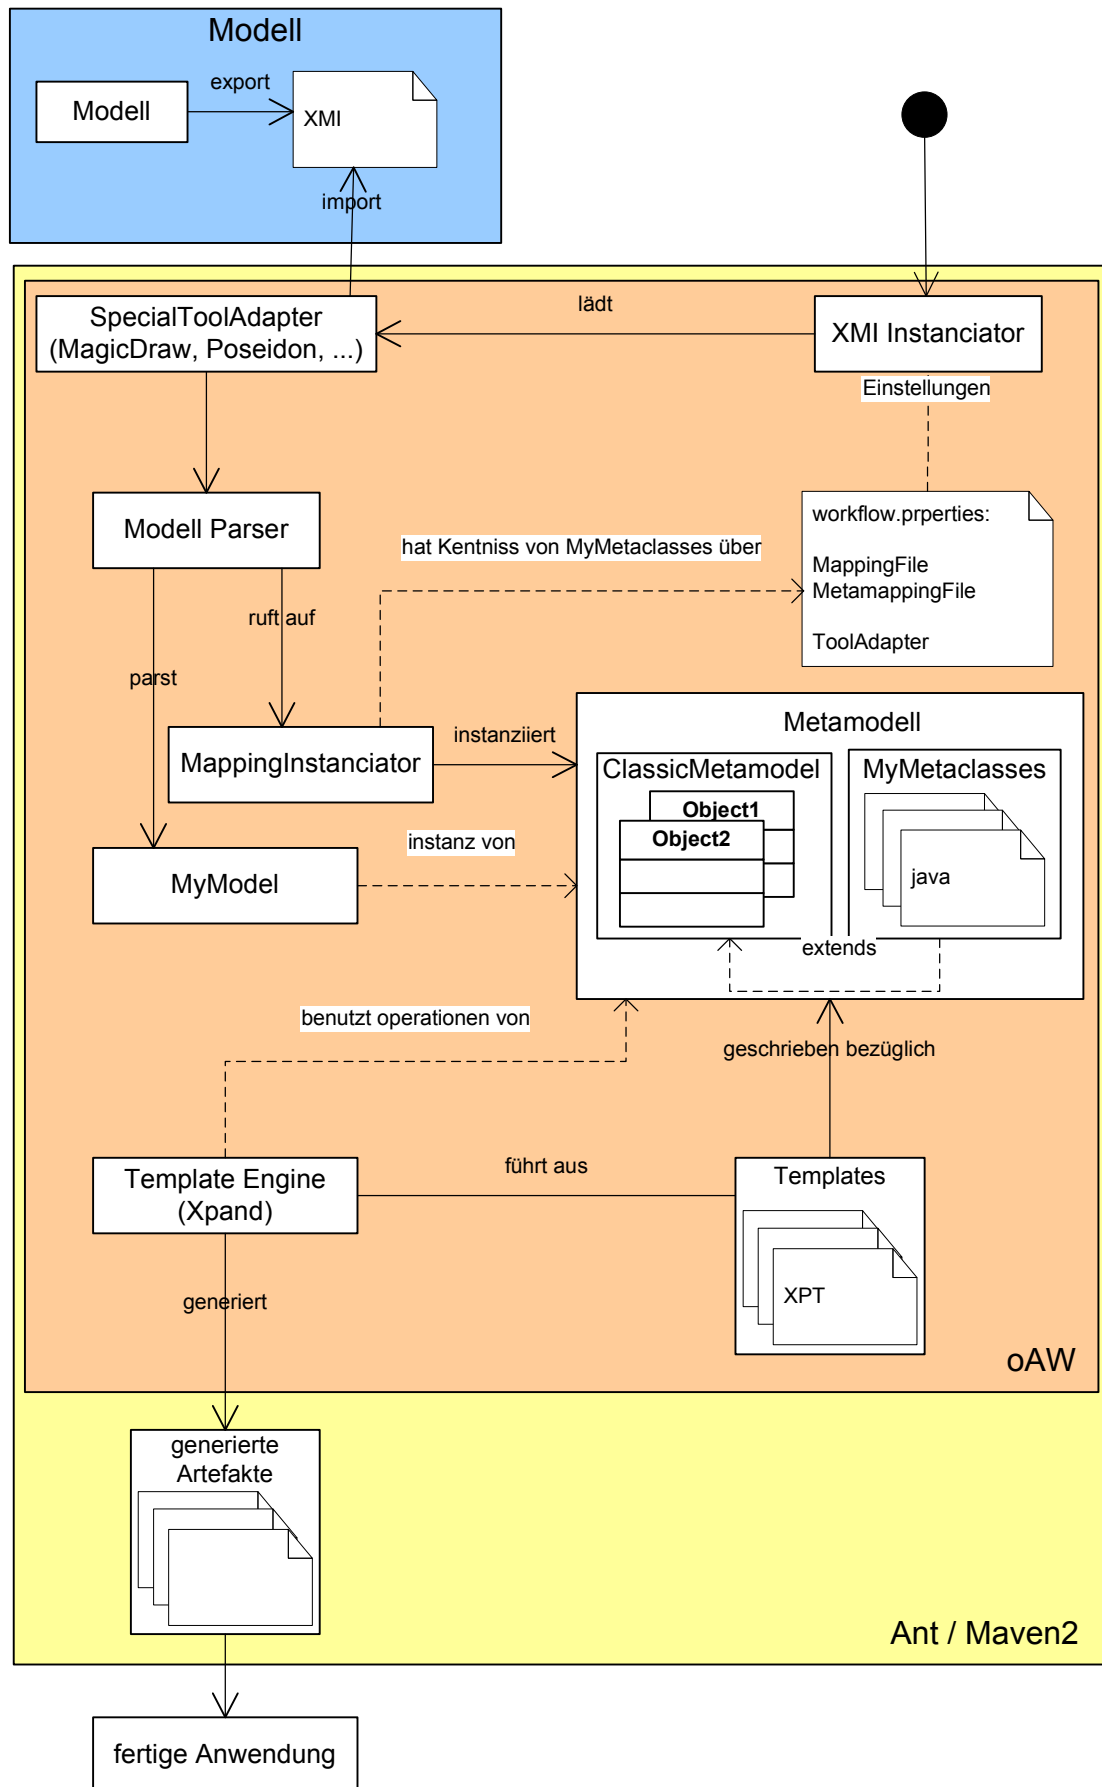 Modell
Modell
export
XMI
import
SpecialToolAdapter
(MagicDraw, Poseidon, ...)
lädt
XMI Instanciator
Einstellungen
Modell Parser
workflow.prperties:
MappingFile
MetamappingFile
ToolAdapter
hat Kentniss von MyMetaclasses über
ruft auf
parst
MappingInstanciator
instanziiert
Metamodell
ClassicMetamodel
MyMetaclasses
Object1
Object2
java
extends
MyModel
instanz von
benutzt operationen von
geschrieben bezüglich
Template Engine
(Xpand)
führt aus
Templates
XPT
generiert
oAW
generierte
Artefakte
Ant / Maven2
fertige Anwendung